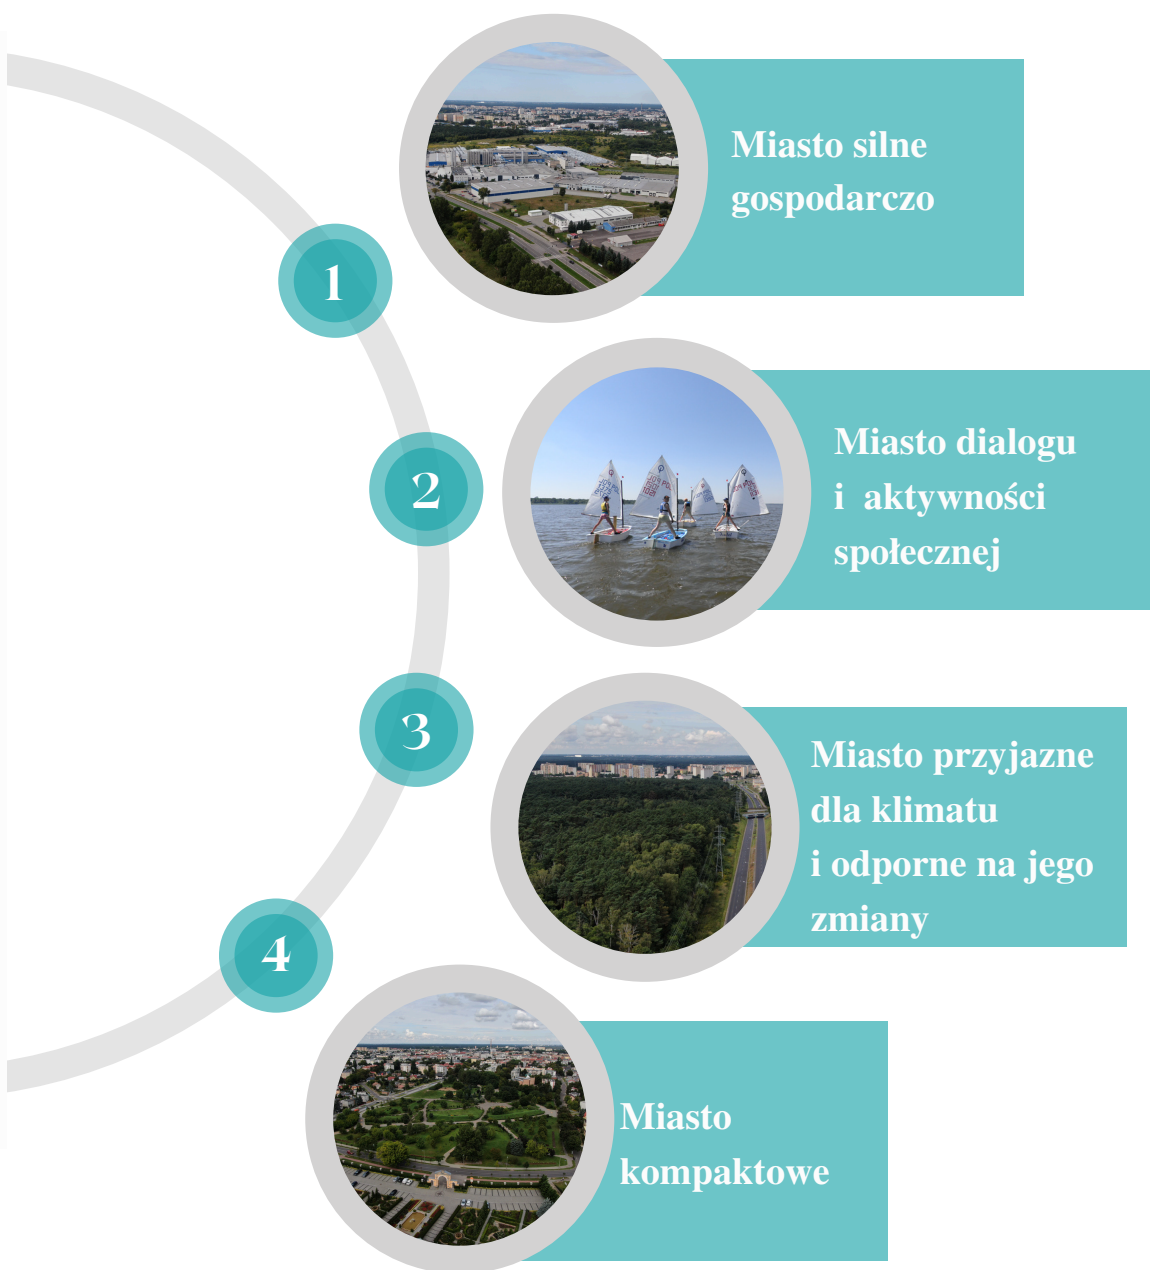 1
Miasto silne
gospodarczo
2
Miasto dialogu
i aktywności
społecznej
3
Miasto przyjazne
dla klimatu
i odporne na jego
zmiany
4
Miasto
kompaktowe